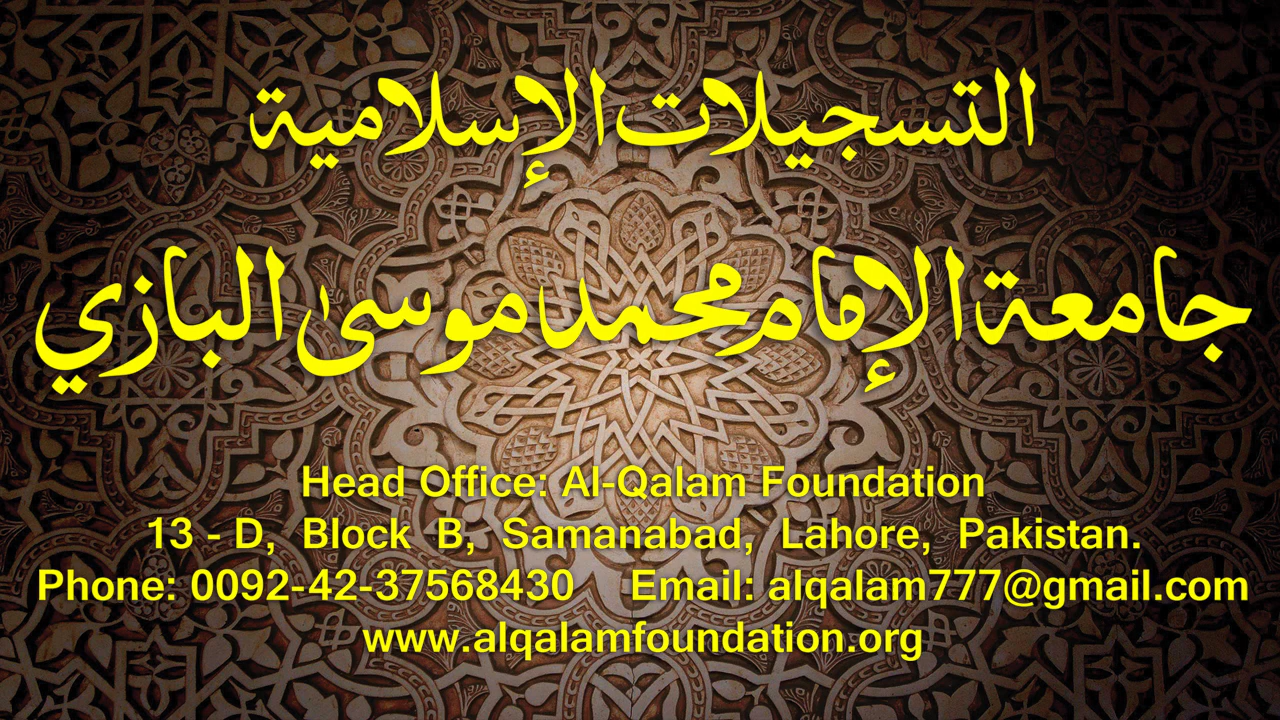 التسجيلات الإسلامية
جامعة الإمام محمد موسى البازي
Head Office: Al-Qalam Foundation
13 - D, Block B, Samanabad, Lahore, Pakistan.
Phone: 0092-42-37568430 Email: alqalam777@gmail.com
www.alqalamfoundation.org